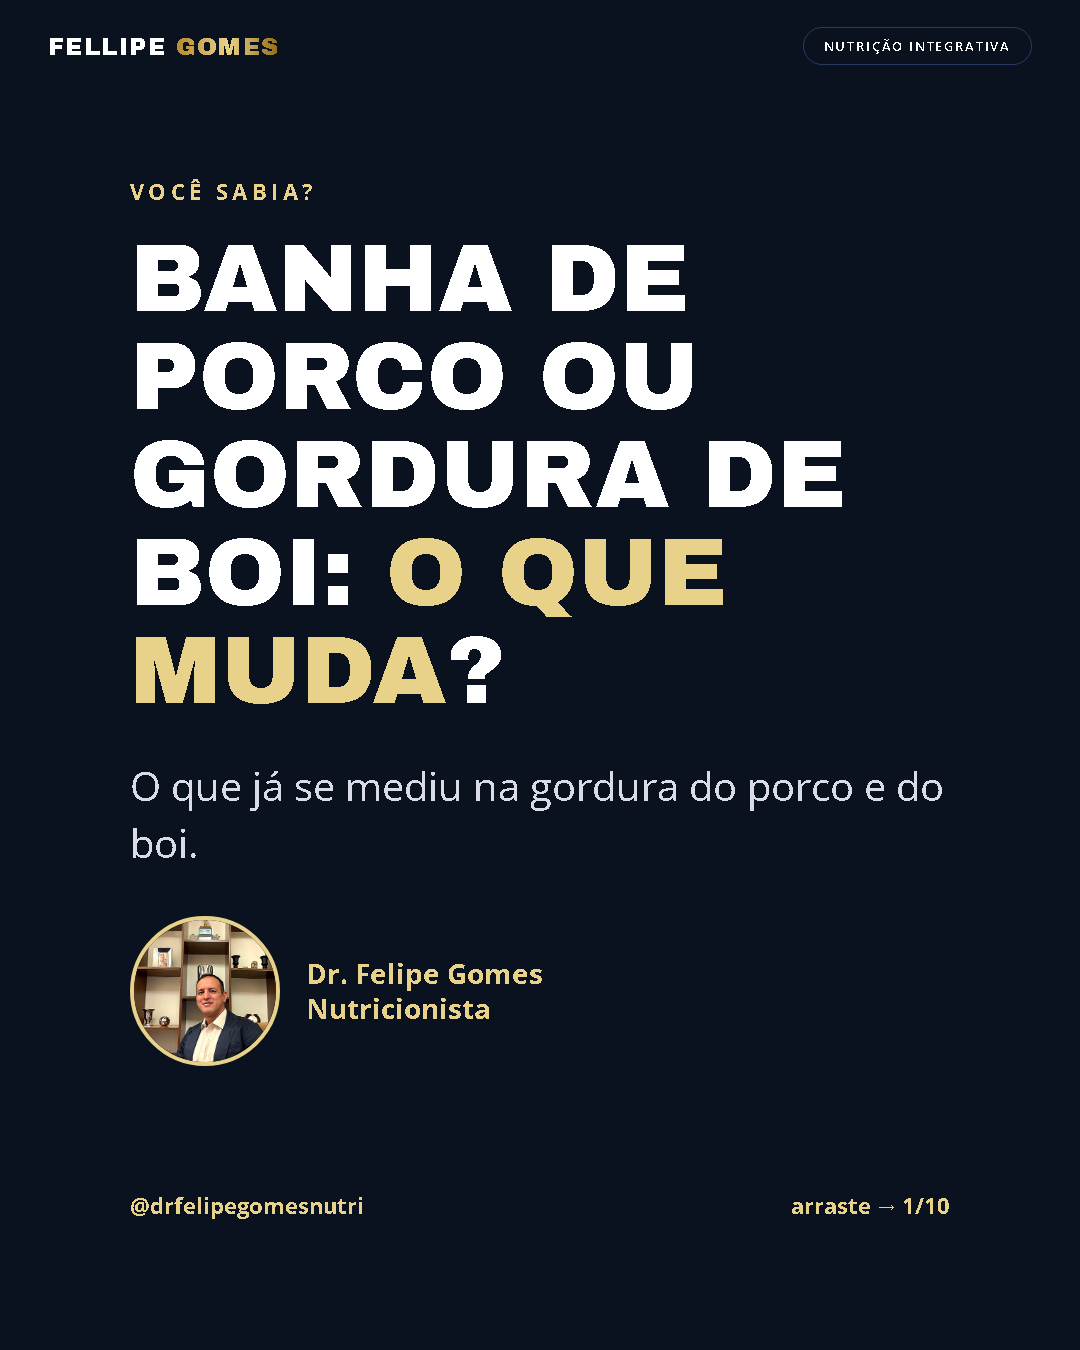 FELLIPE GOMES
NUTRIÇÃO INTEGRATIVA
VOCÊ SABIA?
BANHA DE
PORCO OU
GORDURA DE
BOI: O QUE
MUDA?
O que já se mediu na gordura do porco e do
boi.
Dr. Felipe Gomes
Nutricionista
@drfelipegomesnutri
arraste → 1/10